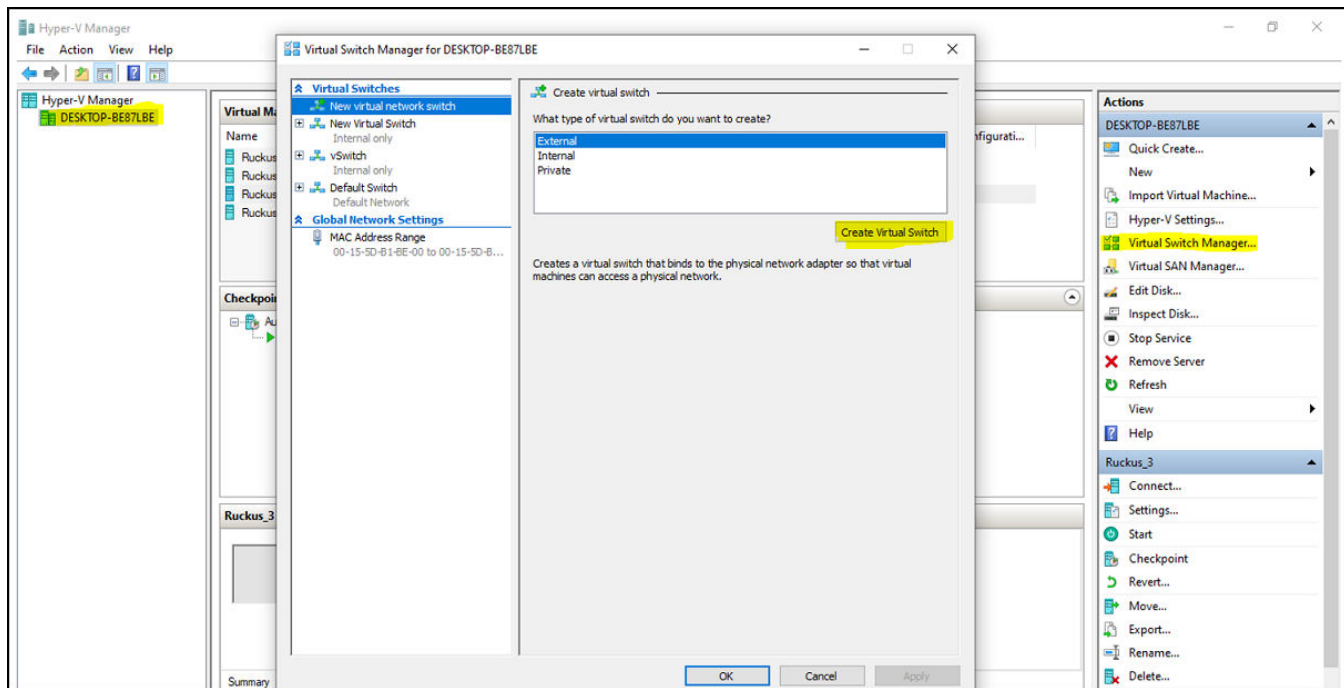 Hyper-V Manager
File Action View Help
Hyper-V Manager
DESKTOP-BE87LBE
Virtual
Name
figurati...
Ruckus
Ruckus
Ruckus
Ruckus
Ruckus_3
Summary
Virtual Switch Manager for DESKTOP-BE87LBE
Virtual Switches
New virtual network switch
New Virtual Switch
Internal only
vSwitch
Internal only
Default Switch
Default Network
Global Network Settings
MAC Address Range
00-15-5D-B1-BE-00 to 00-15-5D-B...
Create virtual switch
What type of virtual switch do you want to create?
External
Internal
Private
Create Virtual Switch
Creates a virtual switch that binds to the physical network adapter so that virtual
machines can access a physical network.
OK Cancel Apply
Actions
DESKTOP-BE87LBE
Quick Create...
New
Import Virtual Machine...
Hyper-V Settings...
Virtual Switch Manager...
Virtual SAN Manager...
Edit Disk...
Inspect Disk...
Stop Service
Remove Server
Refresh
View
Help
Ruckus_3
Connect...
Settings...
Start
Checkpoint
Revert...
Move...
Export...
Rename...
Delete...